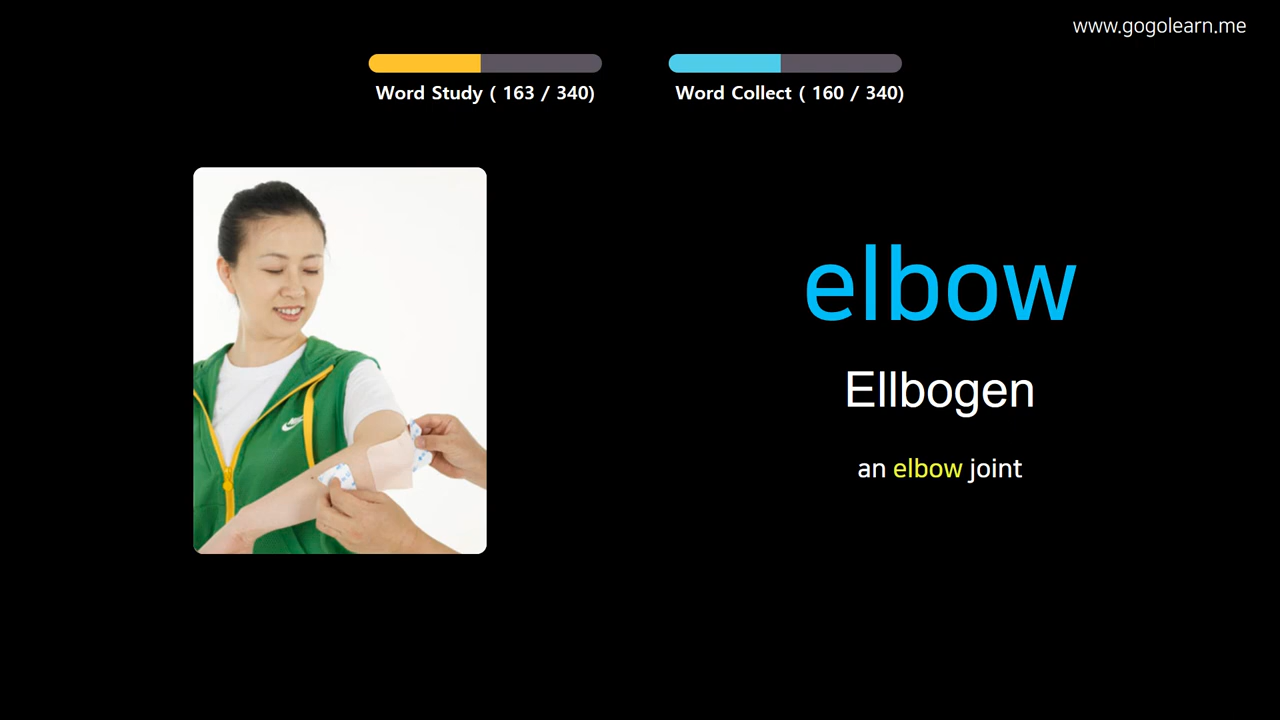 www.gogolearn.me
Word Study ( 163 / 340)
Word Collect ( 160 / 340)
elbow
Ellbogen
an elbow joint